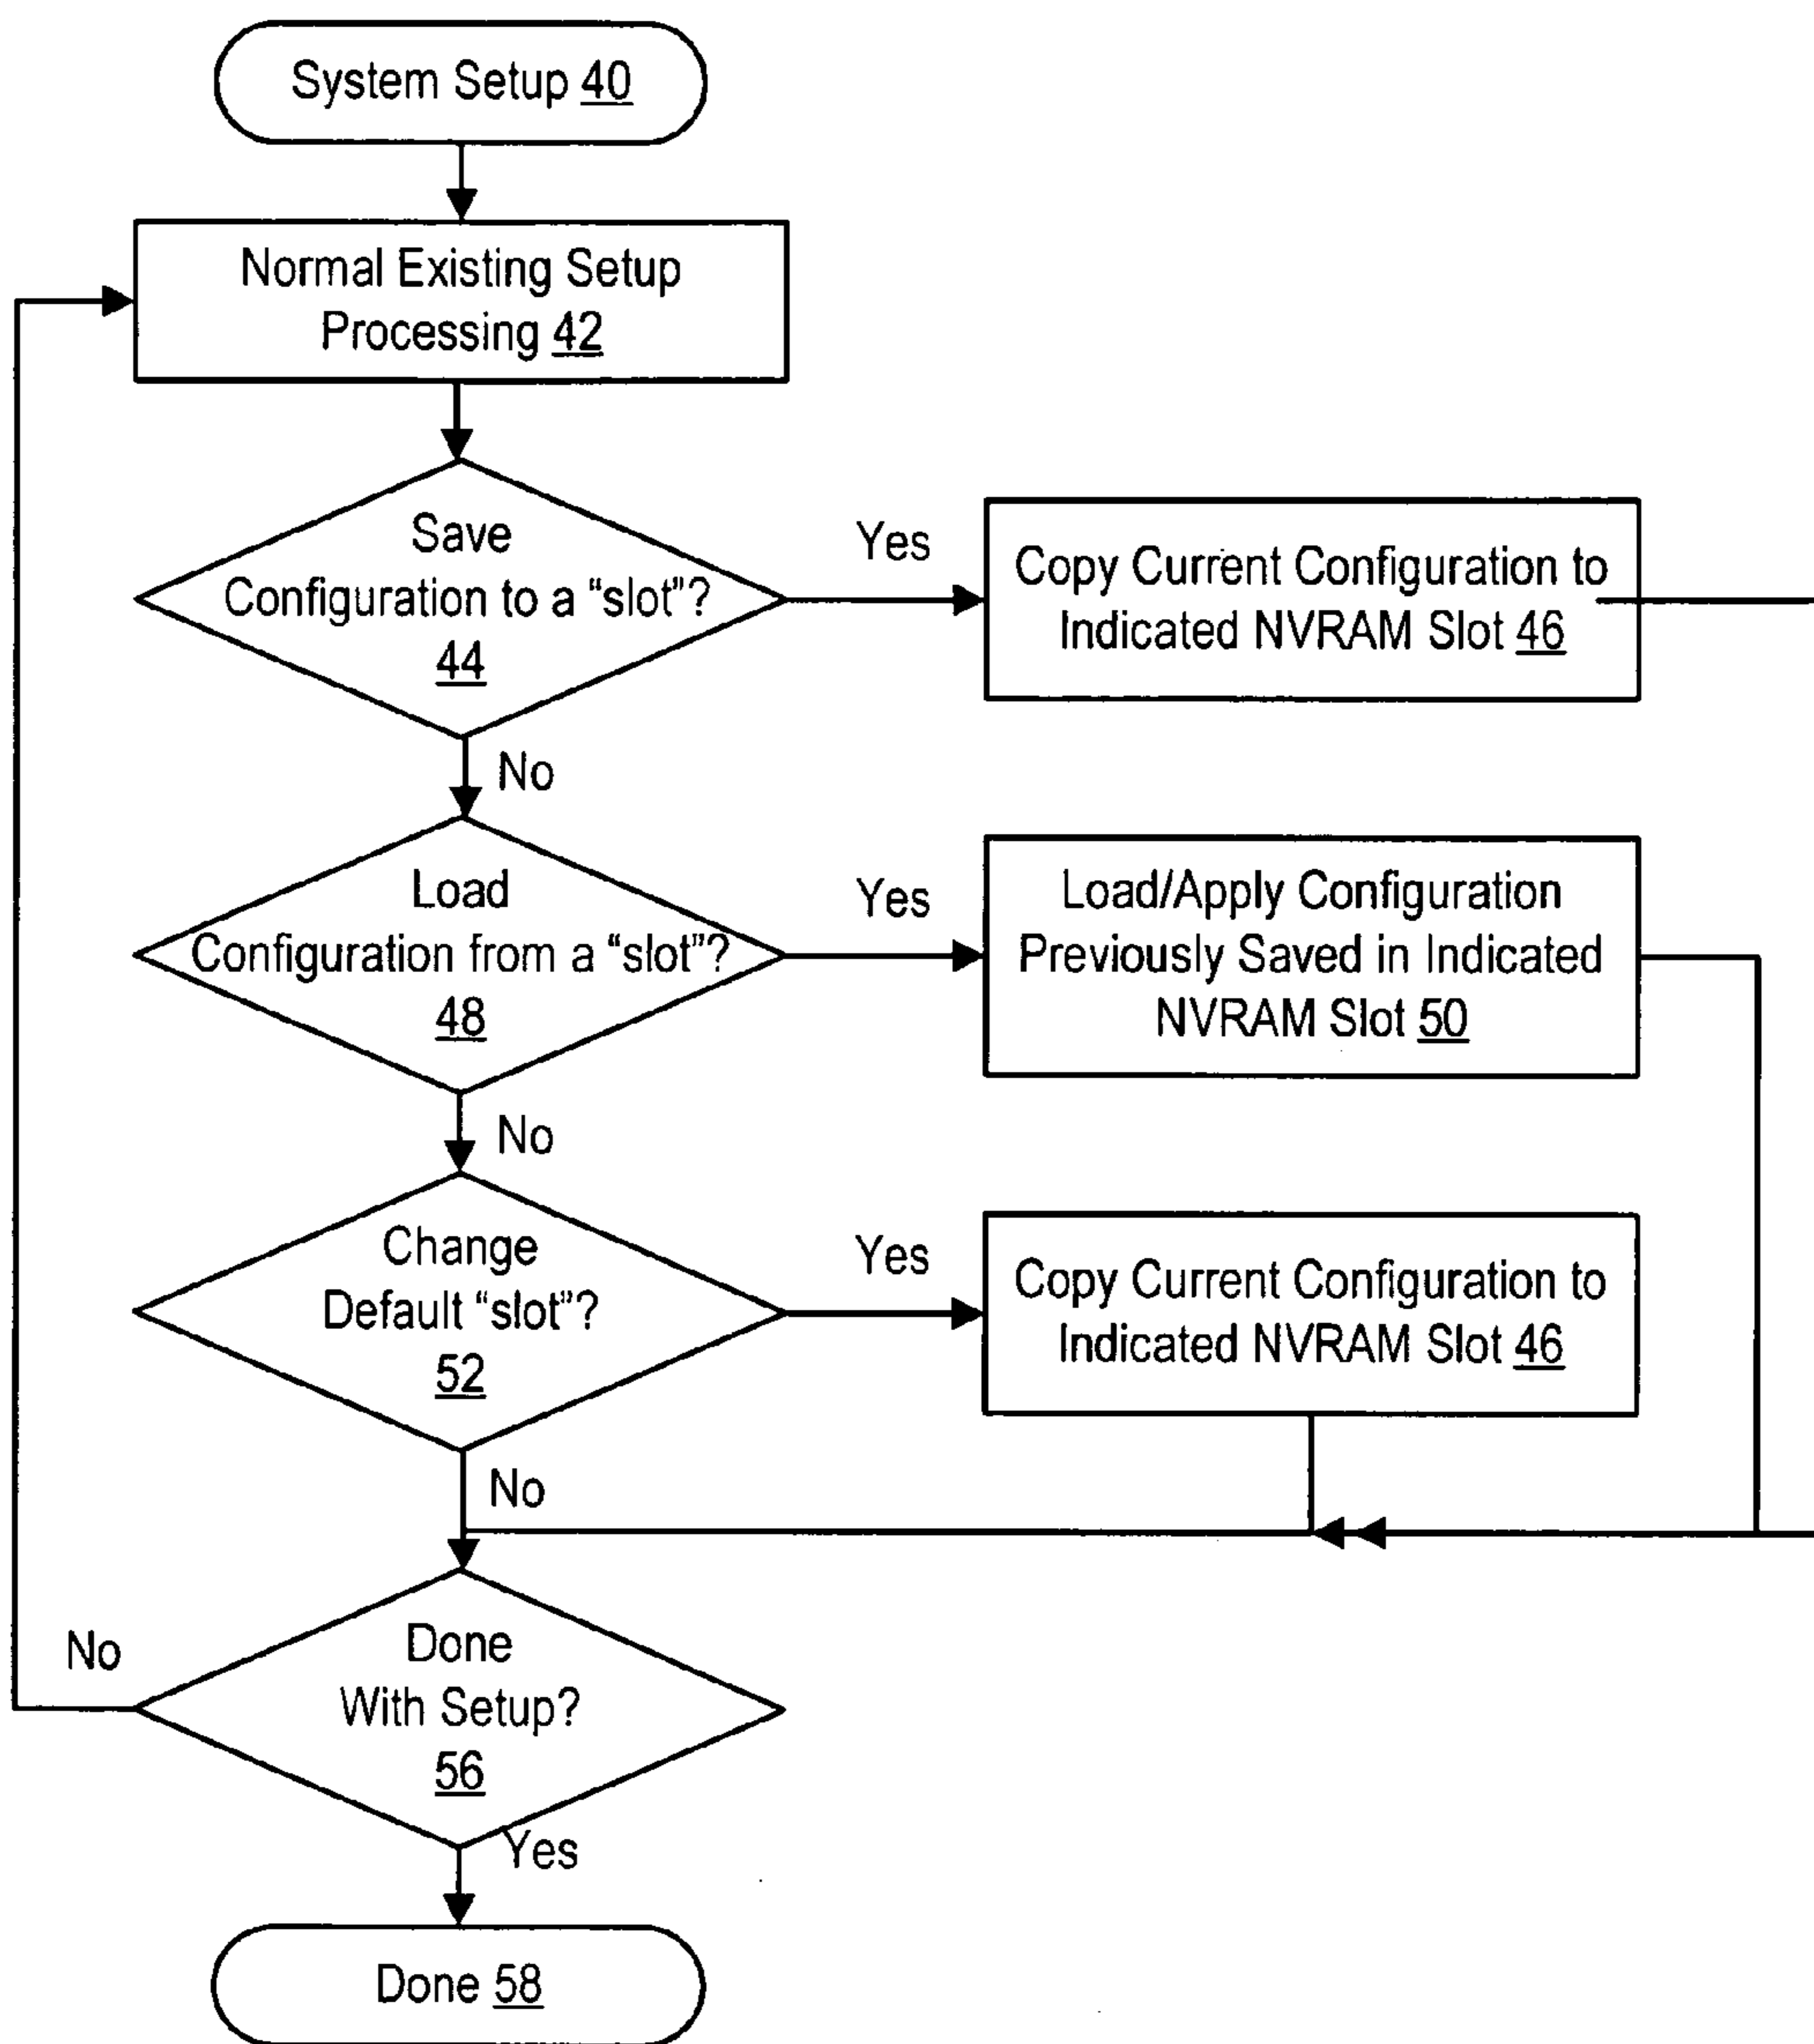 System Setup 40
Normal Existing Setup
Processing 42
Save
Configuration to a “slot”?
44
Yes
Copy Current Configuration to
Indicated NVRAM Slot 46
No
Load
Configuration from a “slot”?
48
Yes
Load/Apply Configuration
Previously Saved in Indicated
NVRAM Slot 50
No
Change
Default “slot”?
52
Yes
Copy Current Configuration to
Indicated NVRAM Slot 46
No
Done
With Setup?
56
No
Yes
Done 58